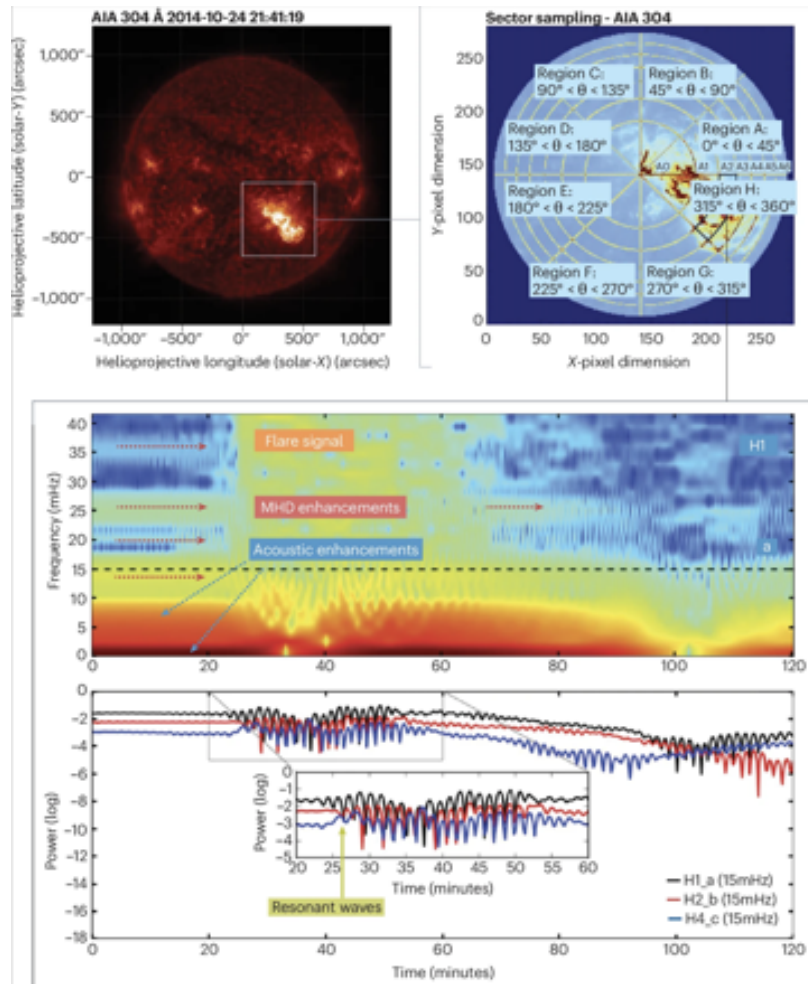 AIA 304 Å 2014-10-24 21:41:19
Helioprojective latitude (solar-Y) (arcsec)
1,000″
500″
0″
−500″
−1,000″
−1,000″ −500″ 0″ 500″ 1,000″
Helioprojective longitude (solar-X) (arcsec)
Sector sampling - AIA 304
Y-pixel dimension
250
200
150
100
50
0
Region C:
90° < θ < 135°
Region B:
45° < θ < 90°
Region D:
135° < θ < 180°
Region A:
0° < θ < 45°
A0 A1 A2 A3 A4 A5 A6
Region E:
180° < θ < 225°
Region H:
315° < θ < 360°
Region F:
225° < θ < 270°
Region G:
270° < θ < 315°
0 50 100 150 200 250
X-pixel dimension
Frequency (mHz)
40
35
30
25
20
15
10
5
0
Flare signal
H1
MHD enhancements
Acoustic enhancements
a
0 20 40 60 80 100 120
Power (log)
0
−2
−4
−6
−8
−10
−12
−14
−16
−18
Power (log)
0
−1
−2
−3
−4
−5
20 25 30 35 40 45 50 55 60
Time (minutes)
Resonant waves
H1_a (15mHz)
H2_b (15mHz)
H4_c (15mHz)
0 20 40 60 80 100 120
Time (minutes)